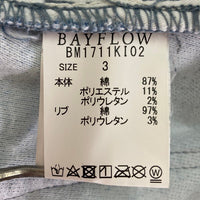 BAYFLOW
BM1711KI02
SIZE 3
本体 綿 87%
ポリエステル 11%
ポリウレタン 2%
リブ 綿 97%
ポリウレタン 3%